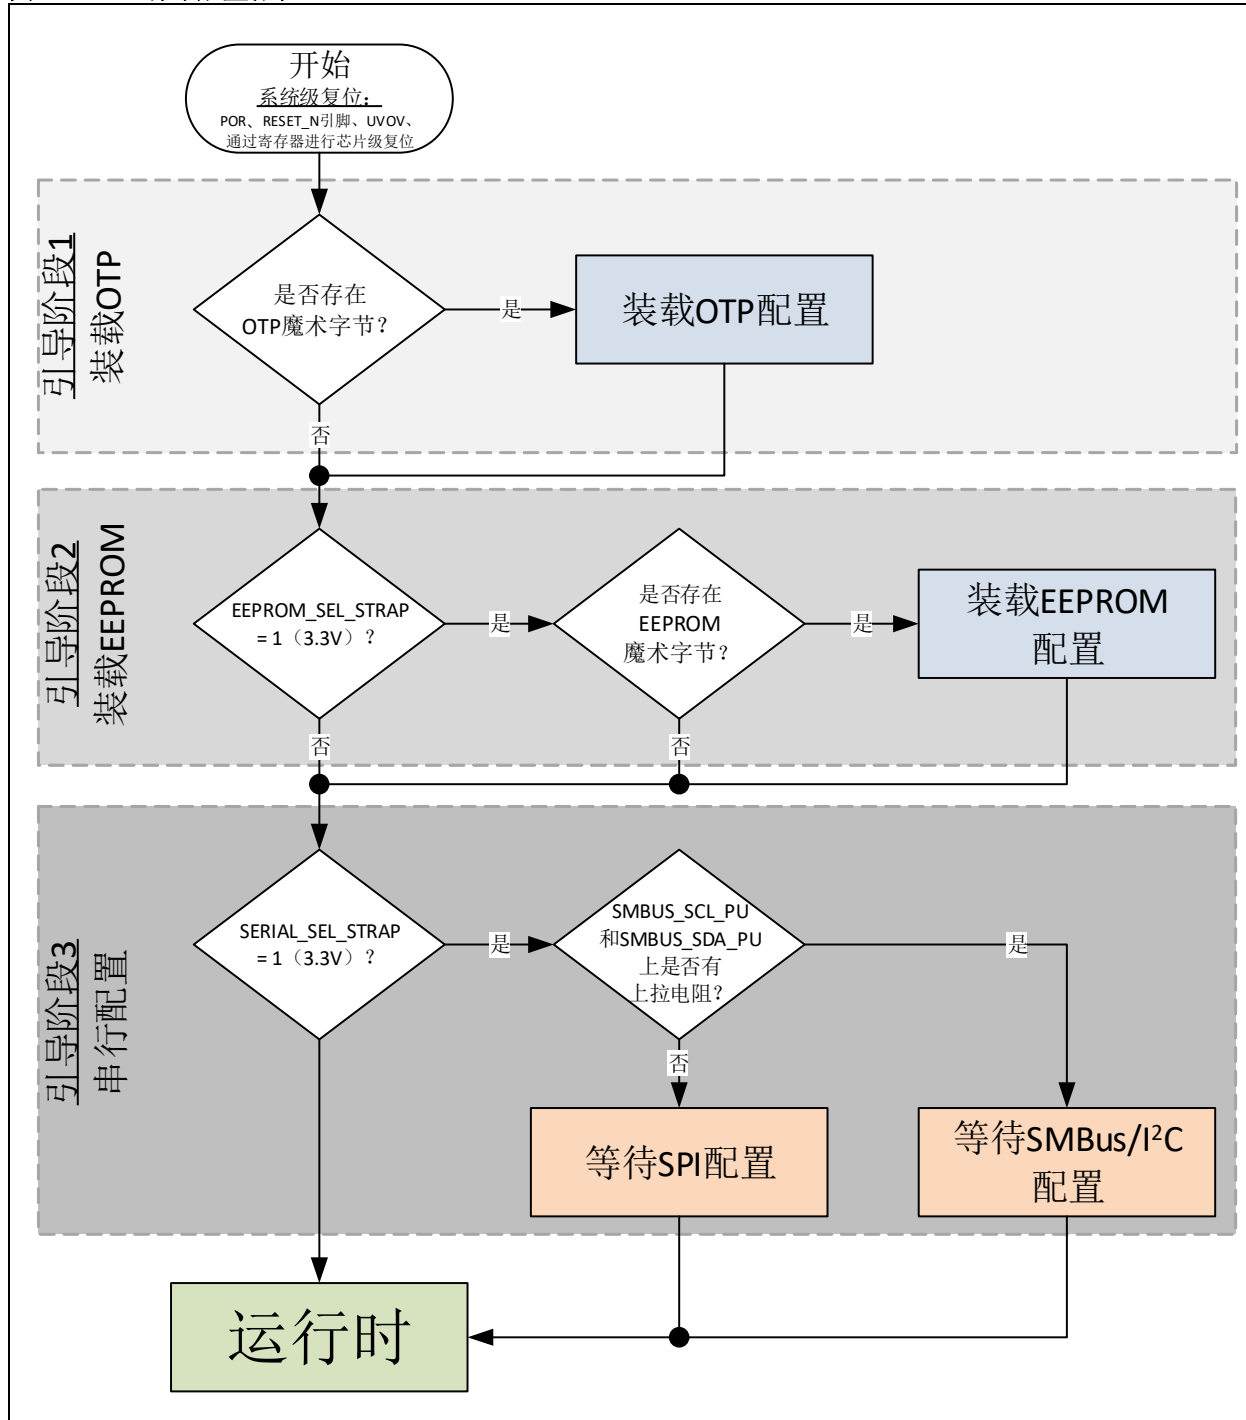 开始
系统级复位：
POR、RESET_N引脚、UVOV、
通过寄存器进行芯片级复位
引导阶段1
装载OTP
是否存在
OTP魔术字节？
是
装载OTP配置
否
引导阶段2
装载EEPROM
EEPROM_SEL_STRAP
= 1（3.3V）？
是
是否存在
EEPROM
魔术字节？
是
装载EEPROM
配置
否
否
引导阶段3
串行配置
SERIAL_SEL_STRAP
= 1（3.3V）？
是
SMBUS_SCL_PU
和SMBUS_SDA_PU
上是否有
上拉电阻？
是
否
等待SPI配置
等待SMBus/I²C
配置
运行时